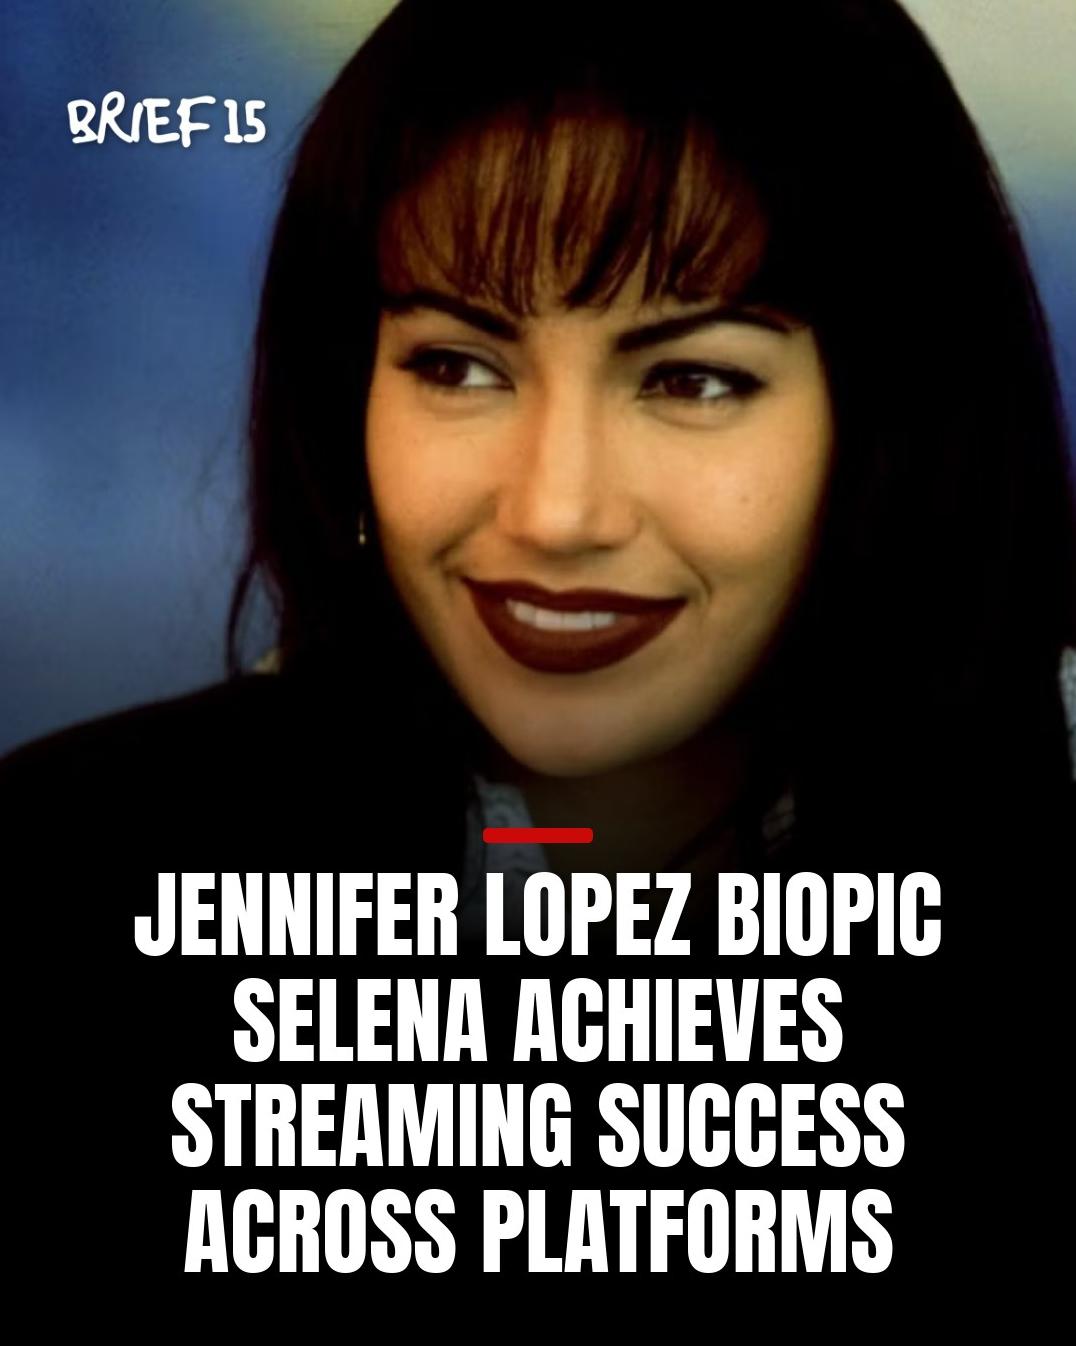 BRIEF 15
JENNIFER LOPEZ BIOPIC
SELENA ACHIEVES
STREAMING SUCCESS
ACROSS PLATFORMS